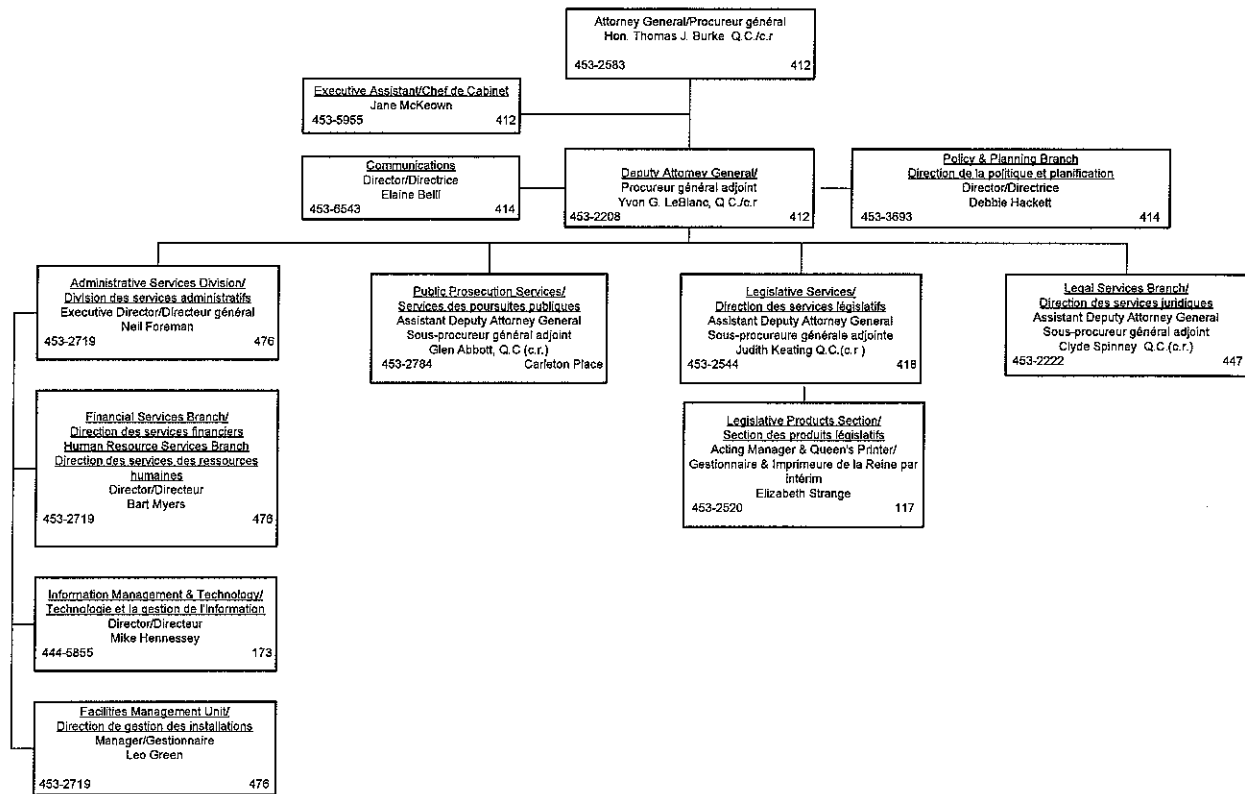 Attorney General/Procureur général
Hon. Thomas J. Burke Q.C./c.r
453-2583 412
Executive Assistant/Chef de Cabinet
Jane McKeown
453-5955 412
Communications
Director/Directrice
Elaine Bell
453-6543 414
Deputy Attorney General/
Procureur général adjoint
Yvon G. LeBlanc, Q.C./c.r
453-2208 412
Policy & Planning Branch
Direction de la politique et planification
Director/Directrice
Debbie Hackett
453-3693 414
Administrative Services Division/
Division des services administratifs
Executive Director/Directeur général
Neil Foreman
453-2719 476
Public Prosecution Services/
Services des poursuites publiques
Assistant Deputy Attorney General
Sous-procureur général adjoint
Glen Abbott, Q.C (c.r.)
453-2784 Carleton Place
Legislative Services/
Direction des services législatifs
Assistant Deputy Attorney General
Sous-procureure générale adjointe
Judith Keating Q.C.(c.r )
453-2544 418
Legal Services Branch/
Direction des services juridiques
Assistant Deputy Attorney General
Sous-procureur général adjoint
Clyde Spinney Q.C.(c.r.)
453-2222 447
Financial Services Branch/
Direction des services financiers
Human Resource Services Branch
Direction des services des ressources
humaines
Director/Directeur
Bart Myers
453-2719 476
Legislative Products Section/
Section des produits législatifs
Acting Manager & Queen's Printer/
Gestionnaire & Imprimeure de la Reine par
intérim
Elizabeth Strange
453-2520 117
Information Management & Technology/
Technologie et la gestion de l'information
Director/Directeur
Mike Hennessey
444-5855 173
Facilities Management Unit/
Direction de gestion des installations
Manager/Gestionnaire
Leo Green
453-2719 476